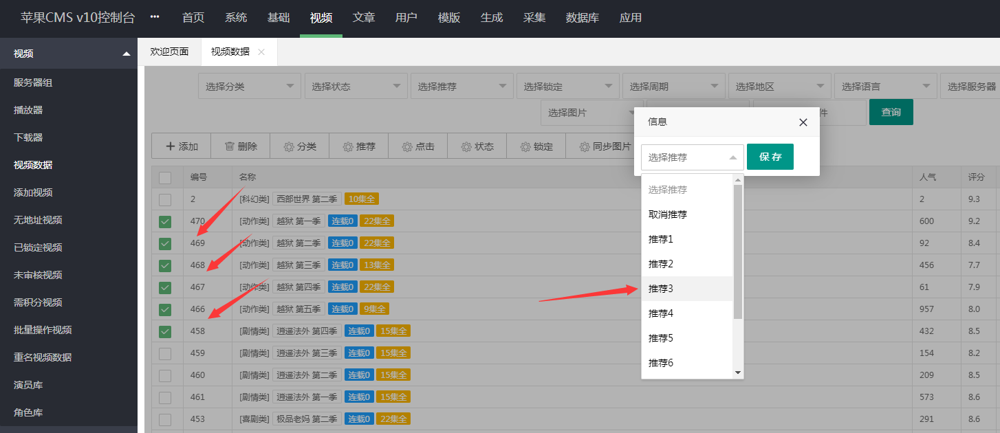 苹果CMS v10控制台 ··· 首页 系统 基础 视频 文章 用户 模版 生成 采集 数据库 应用
视频
服务器组
播放器
下载器
视频数据
添加视频
无地址视频
已锁定视频
未审核视频
需积分视频
批量操作视频
重名视频数据
演员库
角色库
欢迎页面 视频数据
选择分类 选择状态 选择推荐 选择锁定 选择周期 选择地区 选择语言 选择服务器
选择图片 件 查询
添加 删除 分类 推荐 点击 状态 锁定 同步图片
编号 名称 人气 评分
2 [科幻类] 西部世界 第二季 10集全 2 9.3
470 [动作类] 越狱 第一季 连载0 22集全 600 9.2
469 [动作类] 越狱 第二季 连载0 22集全 92 8.4
468 [动作类] 越狱 第三季 连载0 13集全 456 7.7
467 [动作类] 越狱 第四季 连载0 22集全 61 7.9
466 [动作类] 越狱 第五季 连载0 9集全 957 8.0
458 [剧情类] 逍遥法外 第四季 连载0 15集全 432 8.5
459 [剧情类] 逍遥法外 第三季 连载0 15集全 154 8.2
460 [剧情类] 逍遥法外 第二季 连载0 15集全 209 8.5
461 [剧情类] 逍遥法外 第一季 连载0 15集全 573 8.6
453 [喜剧类] 极品老妈 第二季 连载0 22集全 291 8.6
信息
选择推荐 保 存
选择推荐
取消推荐
推荐1
推荐2
推荐3
推荐4
推荐5
推荐6